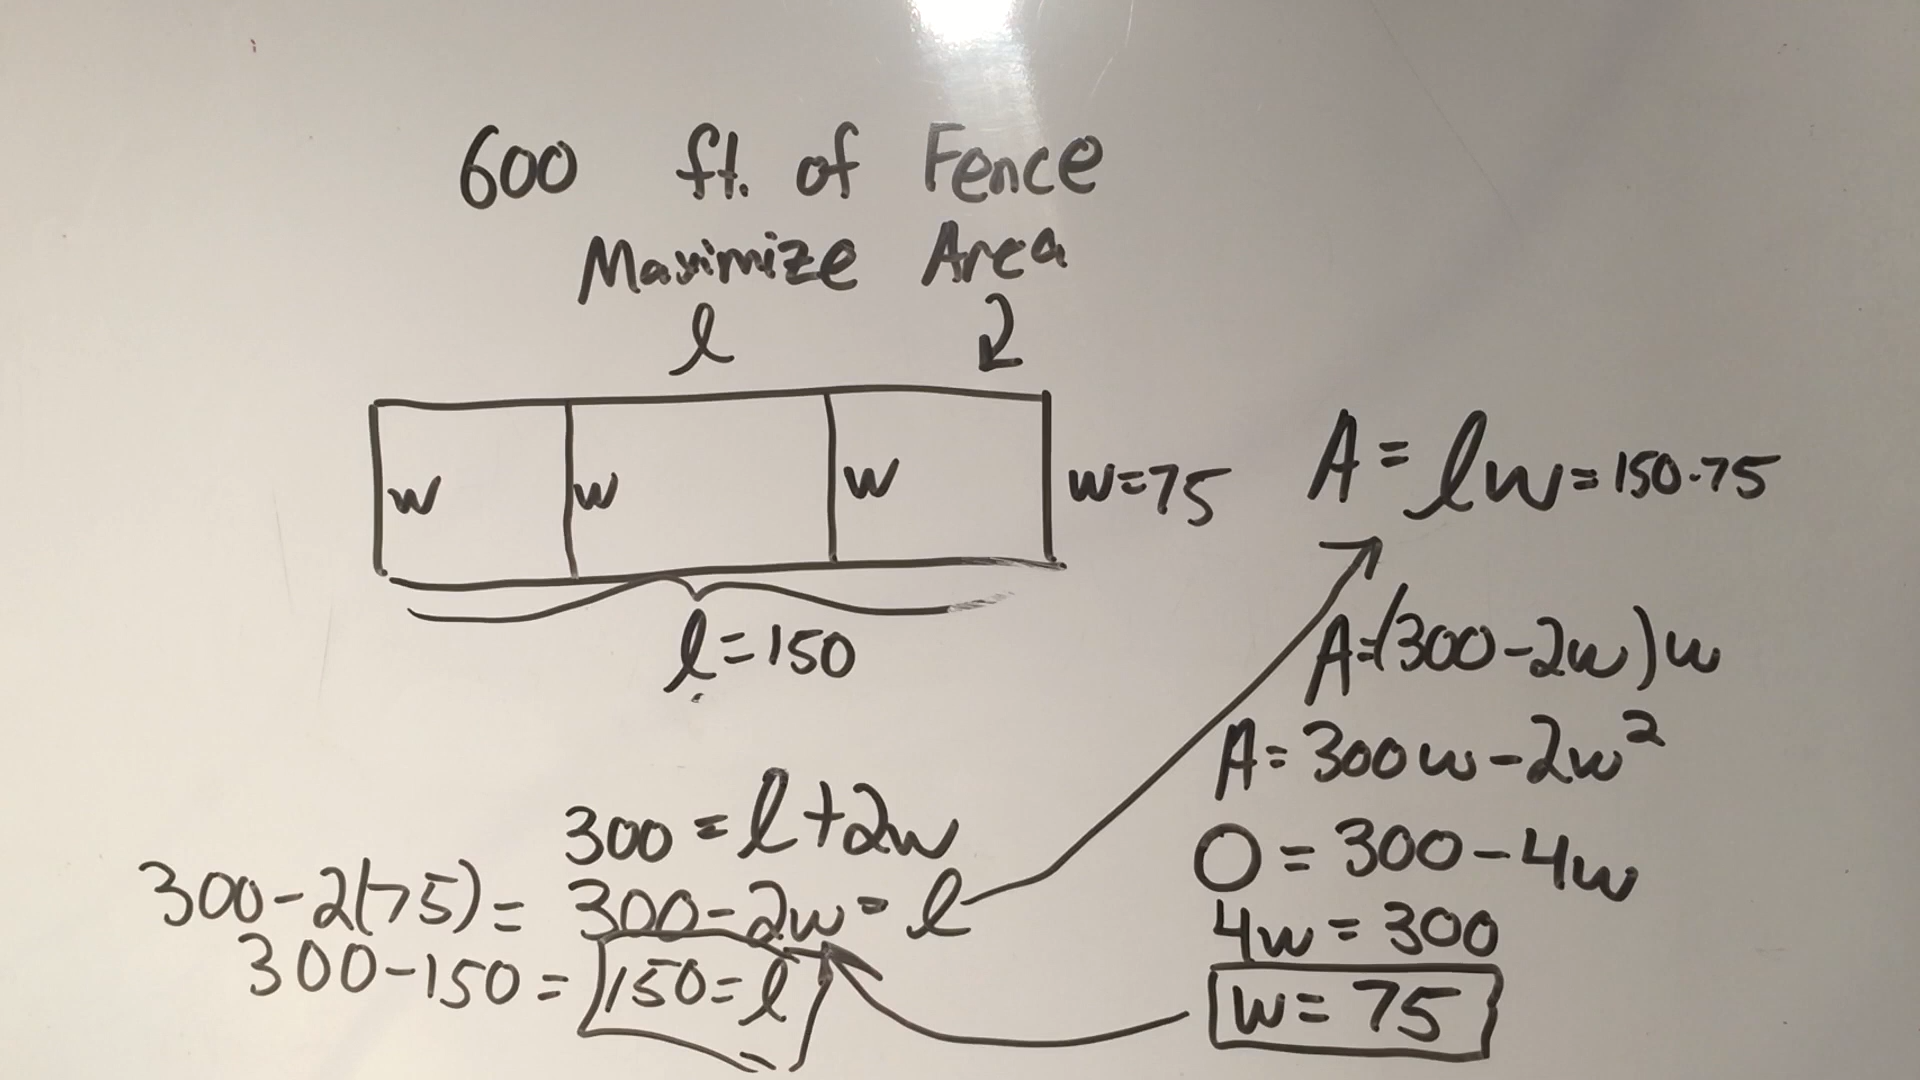 600 ft. of Fence
Maximize Area
l
w w w w=75
l=150
A = lw = 150·75
A=(300-2w)w
A=300w-2w²
300 = l+2w
0 = 300-4w
300-2(75) = 300-2w = l
4w = 300
300-150 = 150=l
w = 75